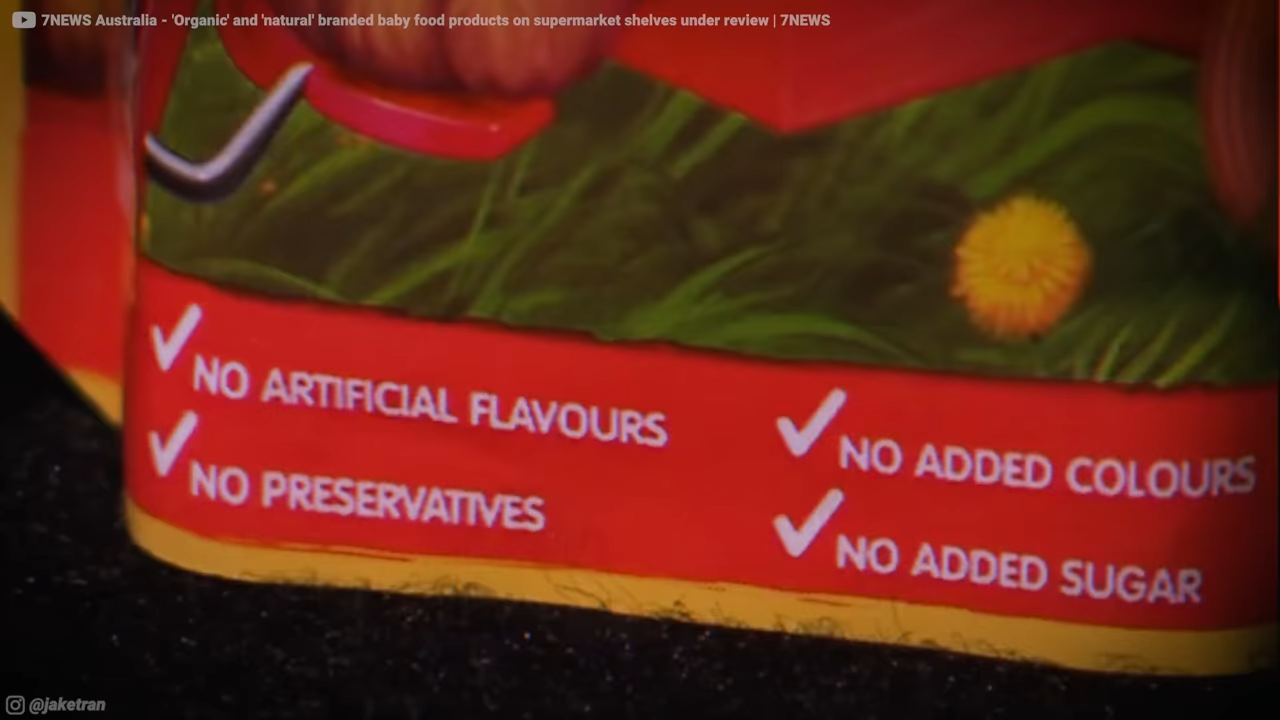 7NEWS Australia - 'Organic' and 'natural' branded baby food products on supermarket shelves under review | 7NEWS
NO ARTIFICIAL FLAVOURS
NO PRESERVATIVES
NO ADDED COLOURS
NO ADDED SUGAR
@jaketran